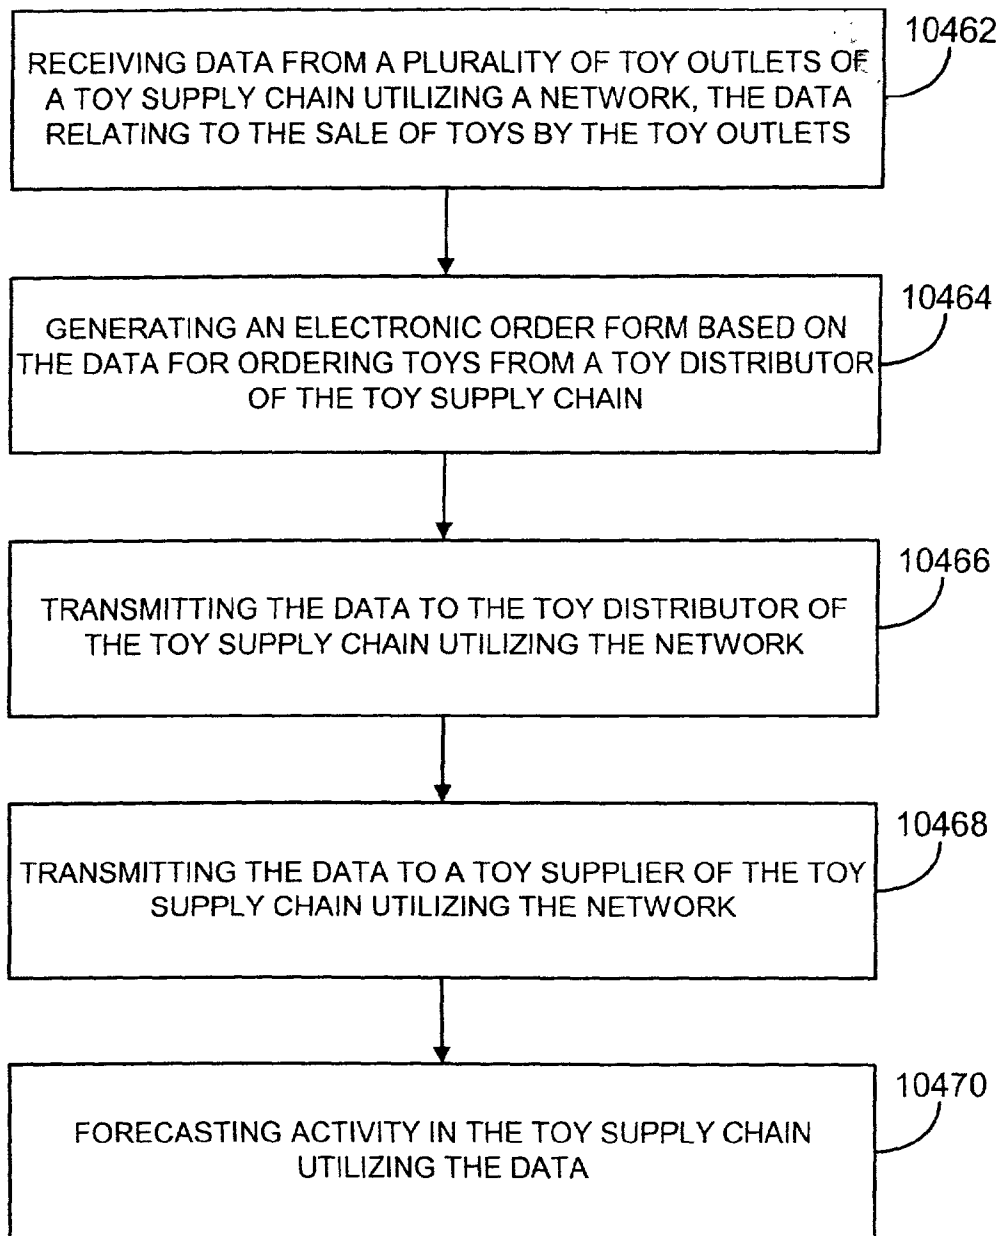 10462
RECEIVING DATA FROM A PLURALITY OF TOY OUTLETS OF
A TOY SUPPLY CHAIN UTILIZING A NETWORK, THE DATA
RELATING TO THE SALE OF TOYS BY THE TOY OUTLETS
10464
GENERATING AN ELECTRONIC ORDER FORM BASED ON
THE DATA FOR ORDERING TOYS FROM A TOY DISTRIBUTOR
OF THE TOY SUPPLY CHAIN
10466
TRANSMITTING THE DATA TO THE TOY DISTRIBUTOR OF
THE TOY SUPPLY CHAIN UTILIZING THE NETWORK
10468
TRANSMITTING THE DATA TO A TOY SUPPLIER OF THE TOY
SUPPLY CHAIN UTILIZING THE NETWORK
10470
FORECASTING ACTIVITY IN THE TOY SUPPLY CHAIN
UTILIZING THE DATA